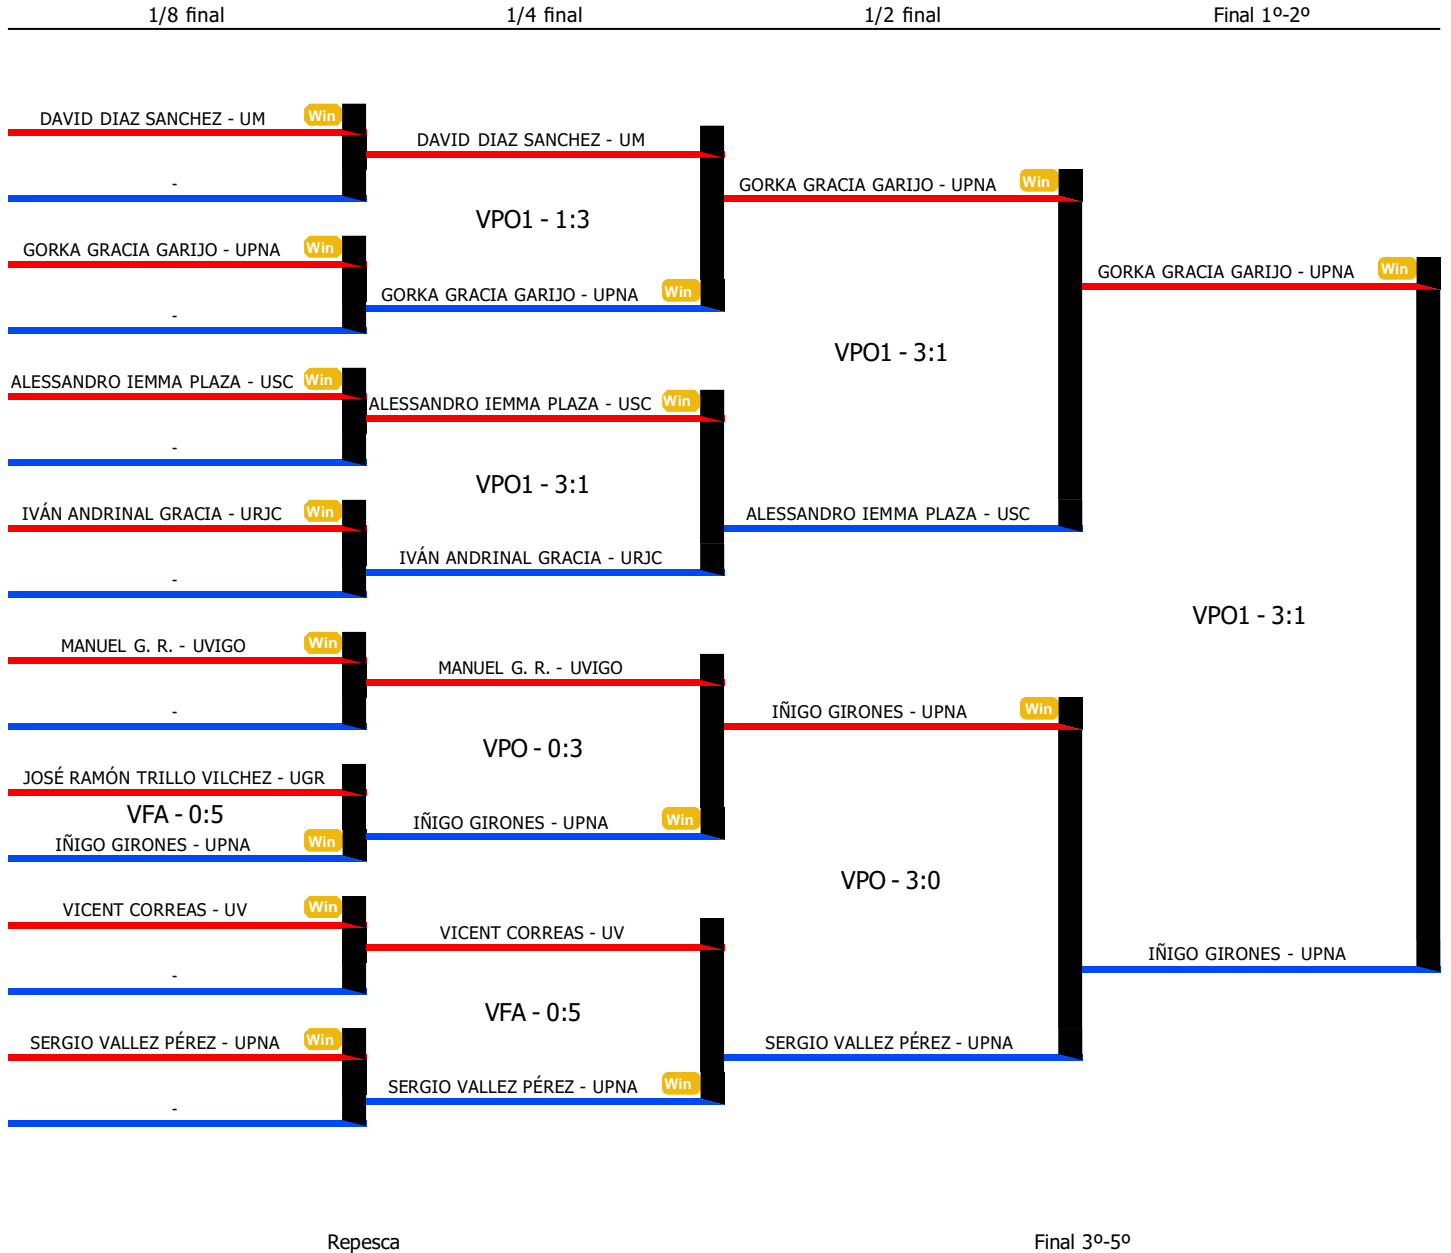 1/8 final
1/4 final
1/2 final
Final 1º-2º
DAVID DIAZ SANCHEZ - UM Win
-
GORKA GRACIA GARIJO - UPNA Win
-
ALESSANDRO IEMMA PLAZA - USC Win
-
IVÁN ANDRINAL GRACIA - URJC Win
-
MANUEL G. R. - UVIGO Win
-
JOSÉ RAMÓN TRILLO VILCHEZ - UGR
VFA - 0:5
IÑIGO GIRONES - UPNA Win
VICENT CORREAS - UV Win
-
SERGIO VALLEZ PÉREZ - UPNA Win
-
DAVID DIAZ SANCHEZ - UM
VPO1 - 1:3
GORKA GRACIA GARIJO - UPNA Win
ALESSANDRO IEMMA PLAZA - USC Win
VPO1 - 3:1
IVÁN ANDRINAL GRACIA - URJC
MANUEL G. R. - UVIGO
VPO - 0:3
IÑIGO GIRONES - UPNA Win
VICENT CORREAS - UV
VFA - 0:5
SERGIO VALLEZ PÉREZ - UPNA Win
GORKA GRACIA GARIJO - UPNA Win
VPO1 - 3:1
ALESSANDRO IEMMA PLAZA - USC
IÑIGO GIRONES - UPNA Win
VPO - 3:0
SERGIO VALLEZ PÉREZ - UPNA
GORKA GRACIA GARIJO - UPNA Win
VPO1 - 3:1
IÑIGO GIRONES - UPNA
Repesca
Final 3º-5º